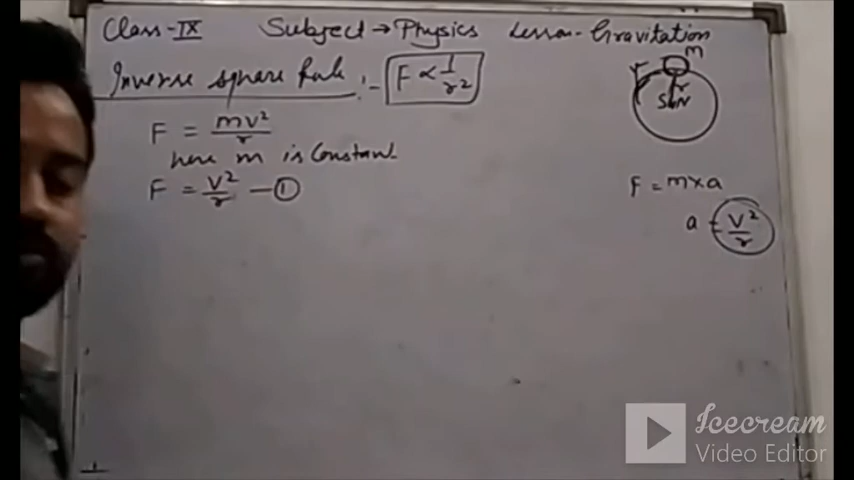 Class-IX Subject → Physics Lesson-Gravitation
Inverse square Rule :- F ∝ 1/r²
m
r
SUN
F = mv²/r
here m is Constant
F = v²/r — ①
F = m×a
a = v²/r
Icecream
Video Editor